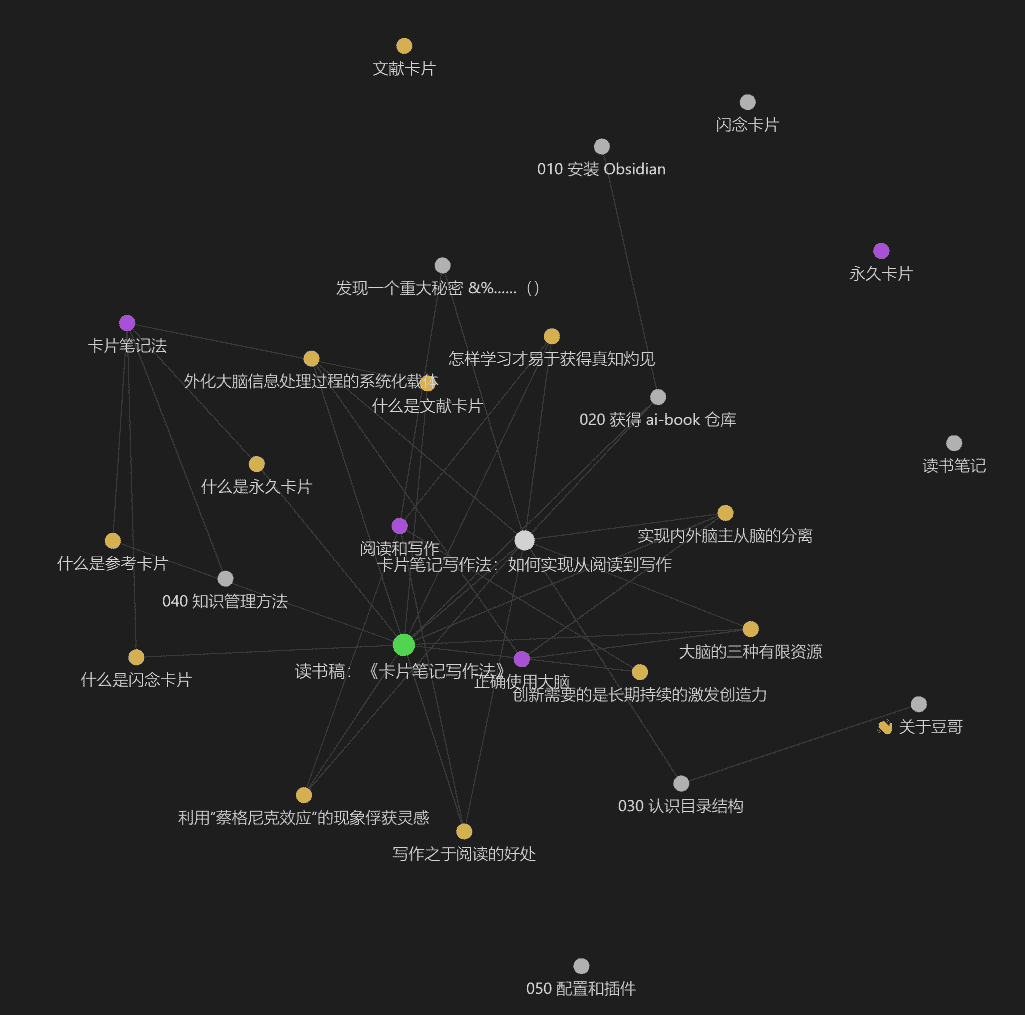 文献卡片
闪念卡片
010 安装 Obsidian
永久卡片
发现一个重大秘密 &%……（）
卡片笔记法
怎样学习才易于获得真知灼见
外化大脑信息处理过程的系统化载体
什么是文献卡片
020 获得 ai-book 仓库
读书笔记
什么是永久卡片
实现内外脑主从脑的分离
阅读和写作
什么是参考卡片
卡片笔记写作法：如何实现从阅读到写作
040 知识管理方法
大脑的三种有限资源
读书稿：《卡片笔记写作法》
什么是闪念卡片
正确使用大脑
创新需要的是长期持续的激发创造力
关于豆哥
030 认识目录结构
利用“蔡格尼克效应”的现象俘获灵感
写作之于阅读的好处
050 配置和插件